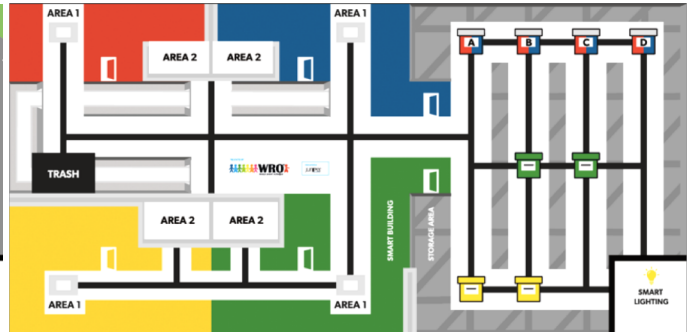 AREA 1
AREA 1
AREA 2
AREA 2
A
B
C
D
TRASH
WRO
AREA 2
AREA 2
SMART BUILDING
STORAGE AREA
AREA 1
AREA 1
SMART
LIGHTING